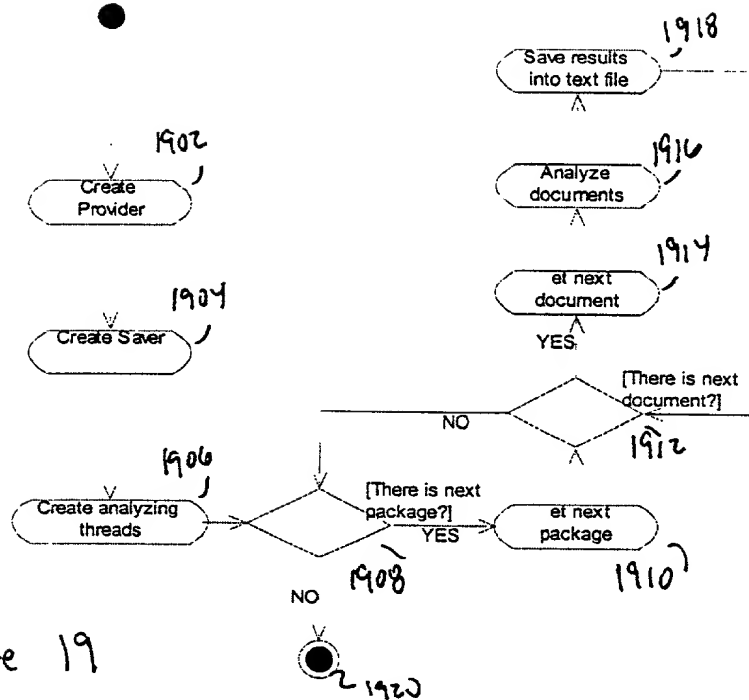 1918
Save results
into text file
1902
1916
Create
Provider
Analyze
documents
1914
1904
et next
document
Create Saver
YES
[There is next
document?]
NO
1912
1906
[There is next
package?]
Create analyzing
threads
YES
et next
package
1908
1910
NO
e 19
1920